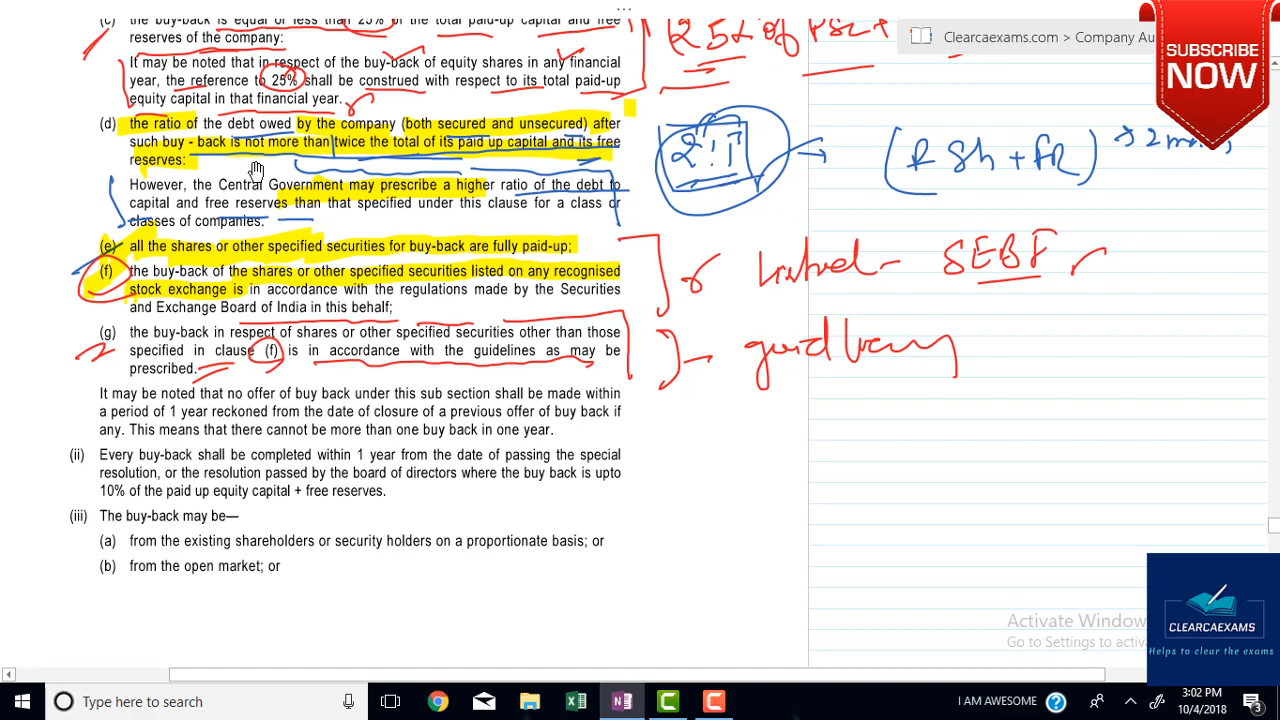 (c) the buy-back is equal or less than 25% of the total paid-up capital and free
reserves of the company:
It may be noted that in respect of the buy-back of equity shares in any financial
year, the reference to 25% shall be construed with respect to its total paid-up
equity capital in that financial year.
(d) the ratio of the debt owed by the company (both secured and unsecured) after
such buy - back is not more than twice the total of its paid up capital and its free
reserves:
However, the Central Government may prescribe a higher ratio of the debt to
capital and free reserves than that specified under this clause for a class or
classes of companies.
(e) all the shares or other specified securities for buy-back are fully paid-up;
(f) the buy-back of the shares or other specified securities listed on any recognised
stock exchange is in accordance with the regulations made by the Securities
and Exchange Board of India in this behalf;
(g) the buy-back in respect of shares or other specified securities other than those
specified in clause (f) is in accordance with the guidelines as may be
prescribed.
It may be noted that no offer of buy back under this sub section shall be made within
a period of 1 year reckoned from the date of closure of a previous offer of buy back if
any. This means that there cannot be more than one buy back in one year.
(ii) Every buy-back shall be completed within 1 year from the date of passing the special
resolution, or the resolution passed by the board of directors where the buy back is upto
10% of the paid up equity capital + free reserves.
(iii) The buy-back may be—
(a) from the existing shareholders or security holders on a proportionate basis; or
(b) from the open market; or
25% of
2:1
Sh + FR)
Clearcaexams.com > Company Au
SUBSCRIBE
NOW
CLEARCAEXAMS
Helps to clear the exams
Activate Window
Go to Settings to activ
Type here to search
I AM AWESOME
3:02 PM
10/4/2018
3